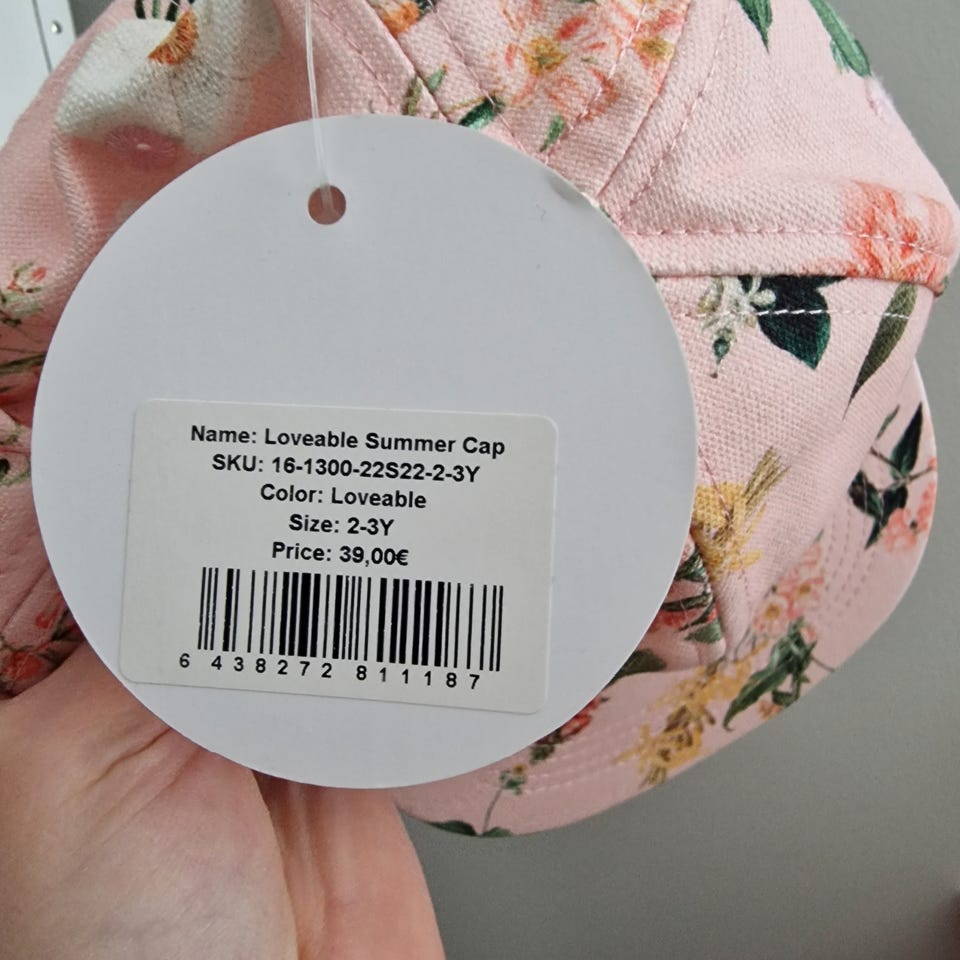 Name: Loveable Summer Cap
SKU: 16-1300-22S22-2-3Y
Color: Loveable
Size: 2-3Y
Price: 39,00€
6 438272 811187